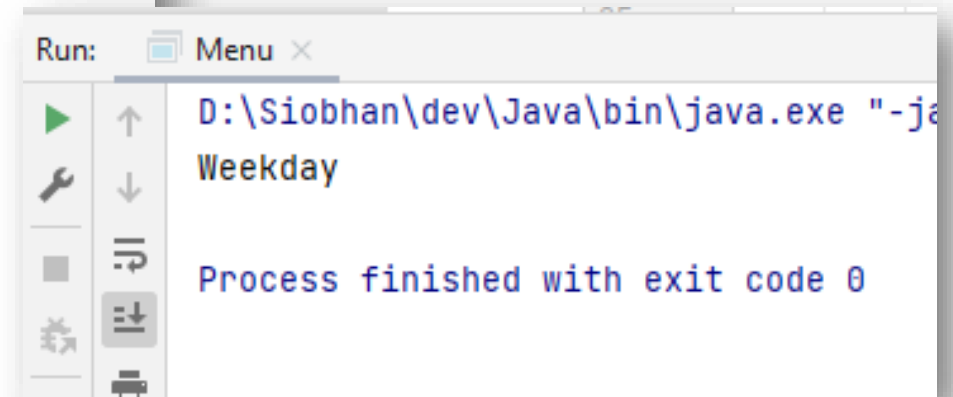 Run: Menu
D:\Siobhan\dev\Java\bin\java.exe "-ja
Weekday
Process finished with exit code 0